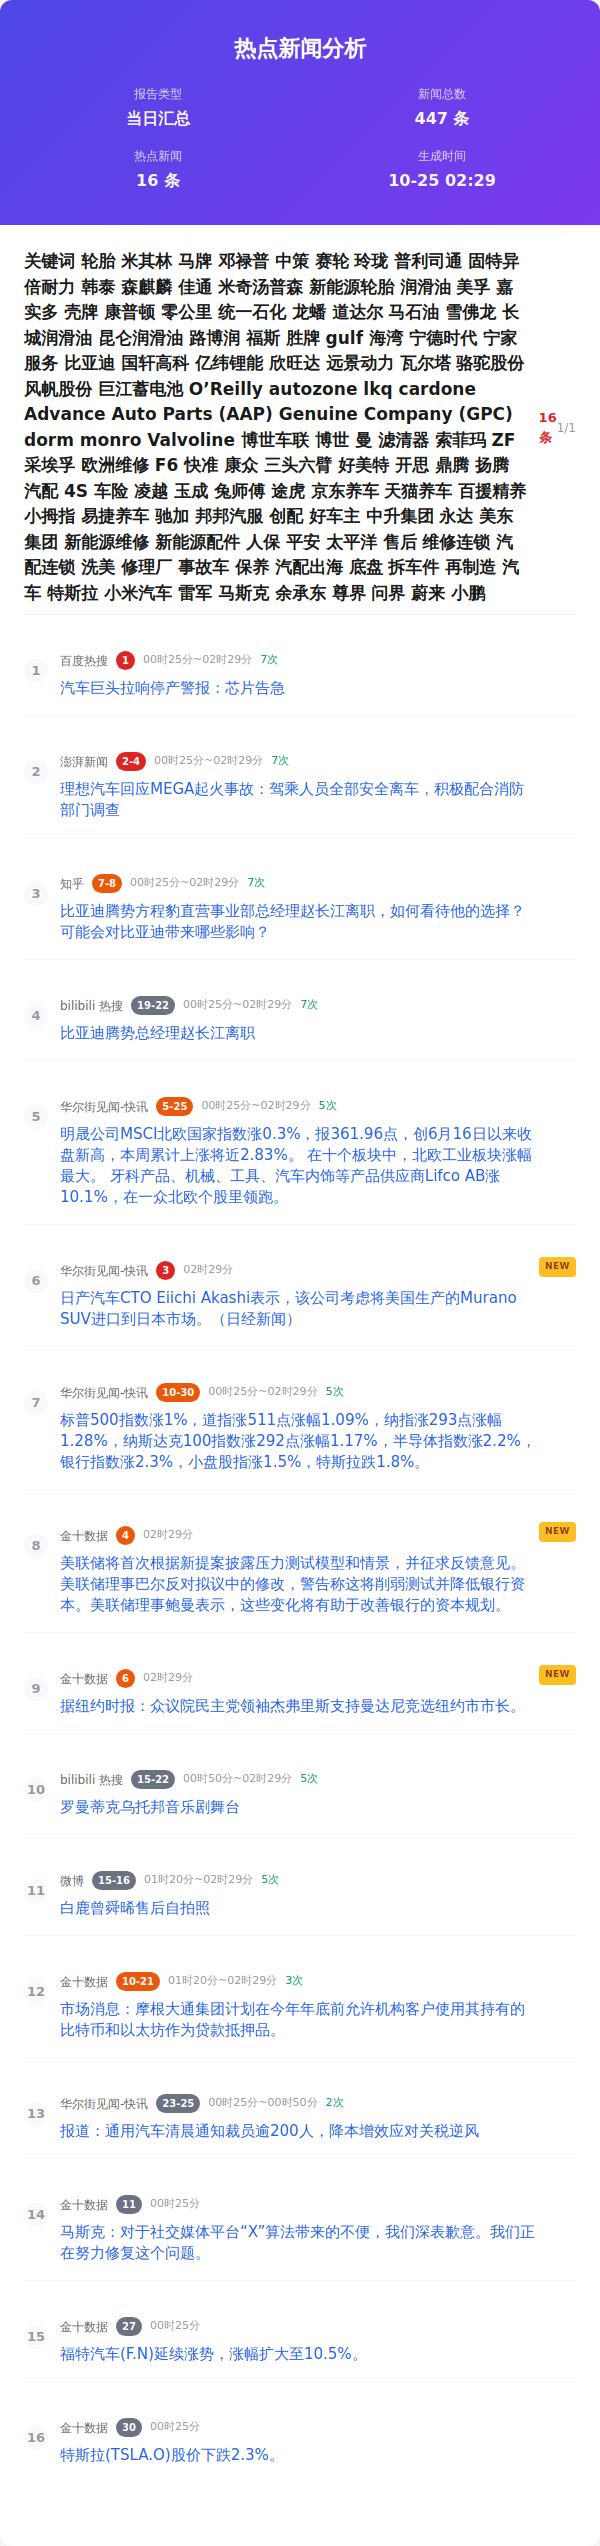 热点新闻分析
报告类型
新闻总数
当日汇总
447 条
热点新闻
生成时间
16 条
10-25 02:29
关键词 轮胎 米其林 马牌 邓禄普 中策 赛轮 玲珑 普利司通 固特异
倍耐力 韩泰 森麒麟 佳通 米奇汤普森 新能源轮胎 润滑油 美孚 嘉
实多 壳牌 康普顿 零公里 统一石化 龙蟠 道达尔 马石油 雪佛龙 长
城润滑油 昆仑润滑油 路博润 福斯 胜牌 gulf 海湾 宁德时代 宁家
服务 比亚迪 国轩高科 亿纬锂能 欣旺达 远景动力 瓦尔塔 骆驼股份
风帆股份 巨江蓄电池 O’Reilly autozone lkq cardone
Advance Auto Parts (AAP) Genuine Company (GPC)
dorm monro Valvoline 博世车联 博世 曼 滤清器 索菲玛 ZF
采埃孚 欧洲维修 F6 快准 康众 三头六臂 好美特 开思 鼎腾 扬腾
汽配 4S 车险 凌越 玉成 兔师傅 途虎 京东养车 天猫养车 百援精养
小拇指 易捷养车 驰加 邦邦汽服 创配 好车主 中升集团 永达 美东
集团 新能源维修 新能源配件 人保 平安 太平洋 售后 维修连锁 汽
配连锁 洗美 修理厂 事故车 保养 汽配出海 底盘 拆车件 再制造 汽
车 特斯拉 小米汽车 雷军 马斯克 余承东 尊界 问界 蔚来 小鹏
16
条
1/1
1
百度热搜 1 00时25分~02时29分 7次
汽车巨头拉响停产警报：芯片告急
2
澎湃新闻 2-4 00时25分~02时29分 7次
理想汽车回应MEGA起火事故：驾乘人员全部安全离车，积极配合消防
部门调查
3
知乎 7-8 00时25分~02时29分 7次
比亚迪腾势方程豹直营事业部总经理赵长江离职，如何看待他的选择？
可能会对比亚迪带来哪些影响？
4
bilibili 热搜 19-22 00时25分~02时29分 7次
比亚迪腾势总经理赵长江离职
5
华尔街见闻-快讯 5-25 00时25分~02时29分 5次
明晟公司MSCI北欧国家指数涨0.3%，报361.96点，创6月16日以来收
盘新高，本周累计上涨将近2.83%。 在十个板块中，北欧工业板块涨幅
最大。 牙科产品、机械、工具、汽车内饰等产品供应商Lifco AB涨
10.1%，在一众北欧个股里领跑。
6
华尔街见闻-快讯 3 02时29分
NEW
日产汽车CTO Eiichi Akashi表示，该公司考虑将美国生产的Murano
SUV进口到日本市场。（日经新闻）
7
华尔街见闻-快讯 10-30 00时25分~02时29分 5次
标普500指数涨1%，道指涨511点涨幅1.09%，纳指涨293点涨幅
1.28%，纳斯达克100指数涨292点涨幅1.17%，半导体指数涨2.2%，
银行指数涨2.3%，小盘股指涨1.5%，特斯拉跌1.8%。
8
金十数据 4 02时29分
NEW
美联储将首次根据新提案披露压力测试模型和情景，并征求反馈意见。
美联储理事巴尔反对拟议中的修改，警告称这将削弱测试并降低银行资
本。美联储理事鲍曼表示，这些变化将有助于改善银行的资本规划。
9
金十数据 6 02时29分
NEW
据纽约时报：众议院民主党领袖杰弗里斯支持曼达尼竞选纽约市市长。
10
bilibili 热搜 15-22 00时50分~02时29分 5次
罗曼蒂克乌托邦音乐剧舞台
11
微博 15-16 01时20分~02时29分 5次
白鹿曾舜晞售后自拍照
12
金十数据 10-21 01时20分~02时29分 3次
市场消息：摩根大通集团计划在今年年底前允许机构客户使用其持有的
比特币和以太坊作为贷款抵押品。
13
华尔街见闻-快讯 23-25 00时25分~00时50分 2次
报道：通用汽车清晨通知裁员逾200人，降本增效应对关税逆风
14
金十数据 11 00时25分
马斯克：对于社交媒体平台“X”算法带来的不便，我们深表歉意。我们正
在努力修复这个问题。
15
金十数据 27 00时25分
福特汽车(F.N)延续涨势，涨幅扩大至10.5%。
16
金十数据 30 00时25分
特斯拉(TSLA.O)股价下跌2.3%。